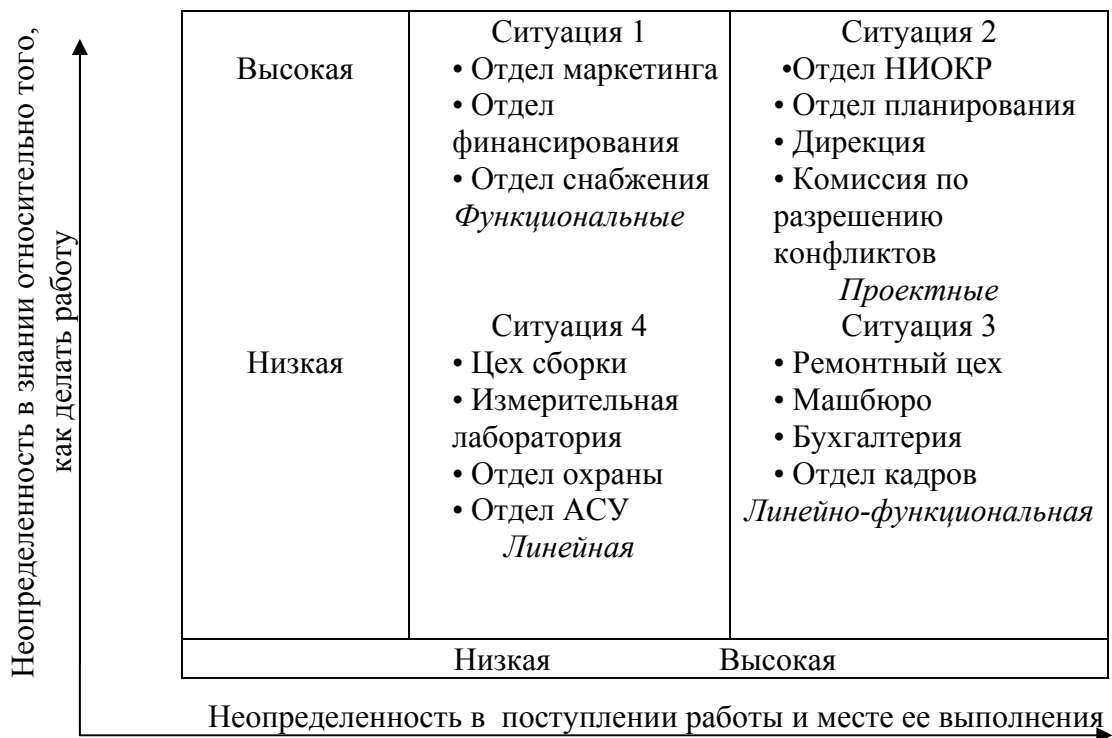 Неопределенность в знании относительно того,
как делать работу
Высокая
Ситуация 1
• Отдел маркетинга
• Отдел
финансирования
• Отдел снабжения
Функциональные
Ситуация 2
•Отдел НИОКР
• Отдел планирования
• Дирекция
• Комиссия по
разрешению
конфликтов
Проектные
Низкая
Ситуация 4
• Цех сборки
• Измерительная
лаборатория
• Отдел охраны
• Отдел АСУ
Линейная
Ситуация 3
• Ремонтный цех
• Машбюро
• Бухгалтерия
• Отдел кадров
Линейно-функциональная
Низкая Высокая
Неопределенность в поступлении работы и месте ее выполнения